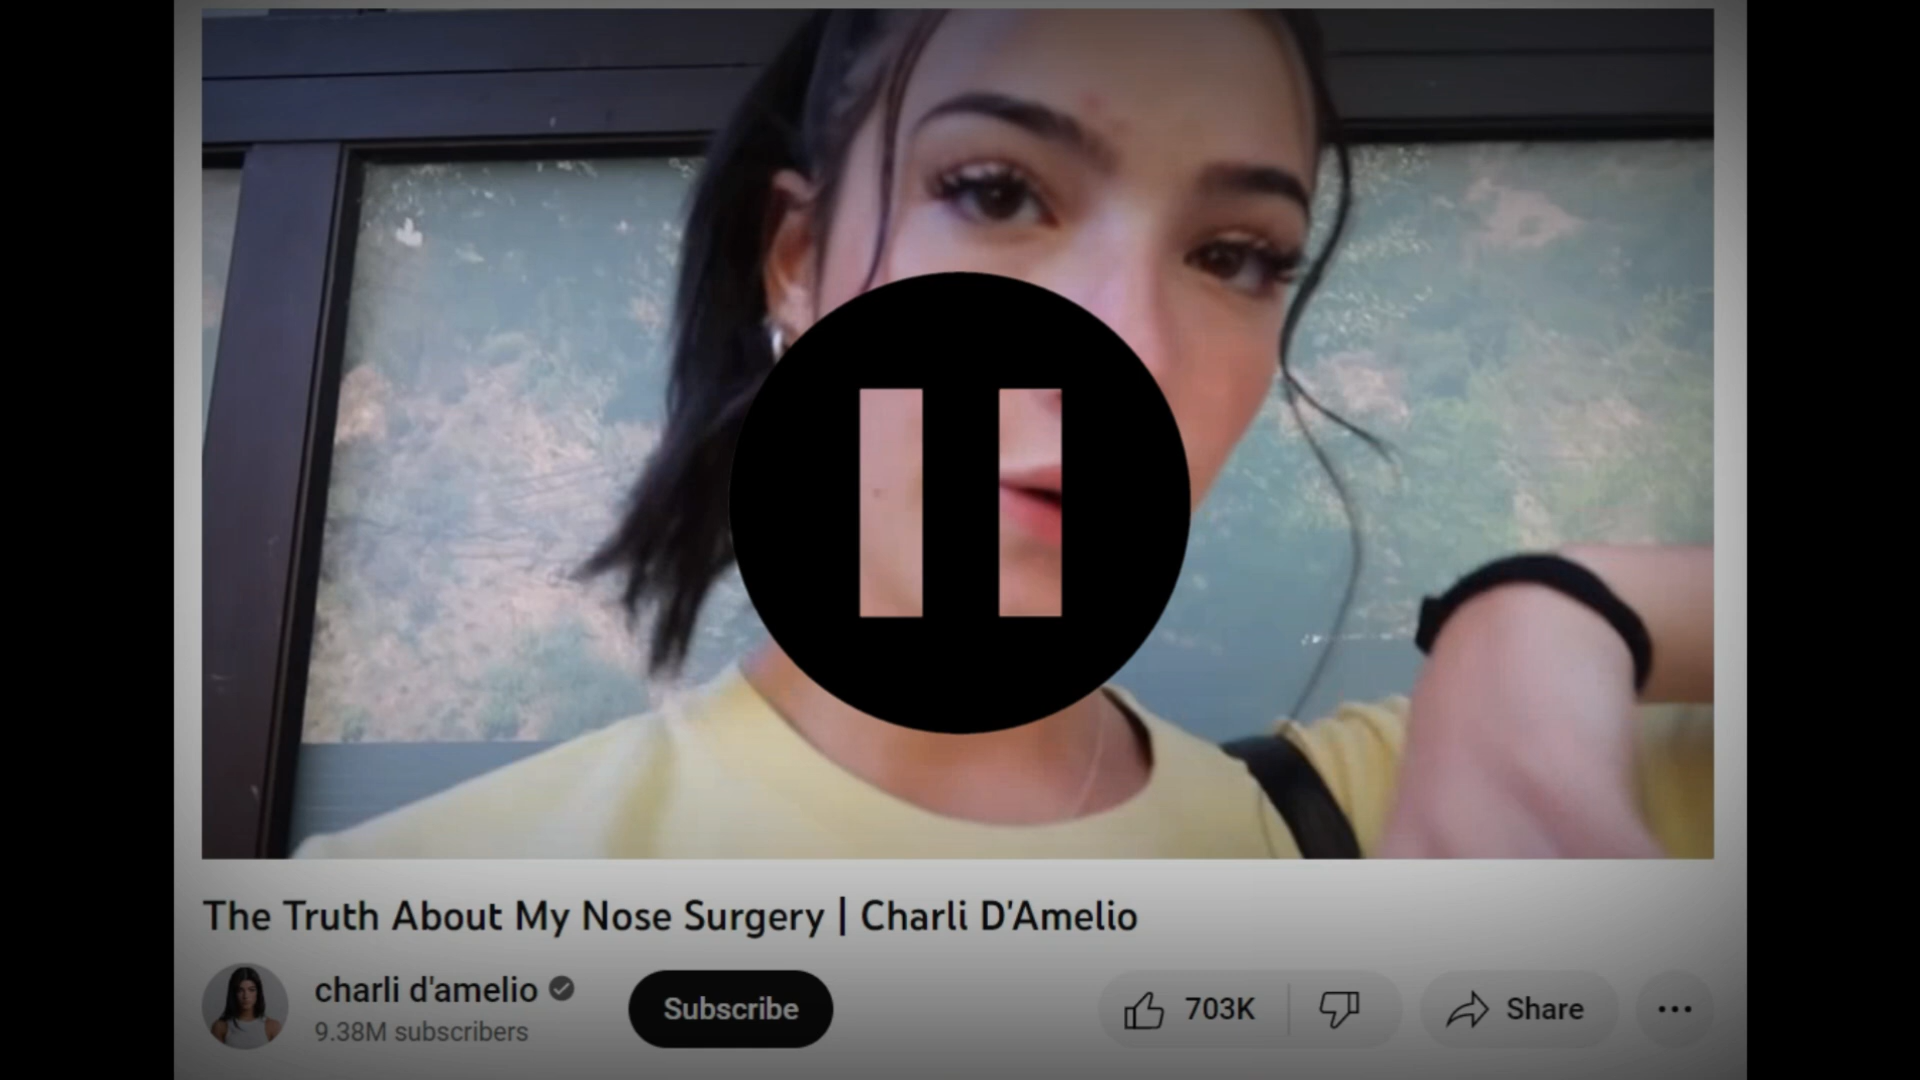 The Truth About My Nose Surgery | Charli D'Amelio
charli d'amelio
9.38M subscribers
Subscribe
703K
Share